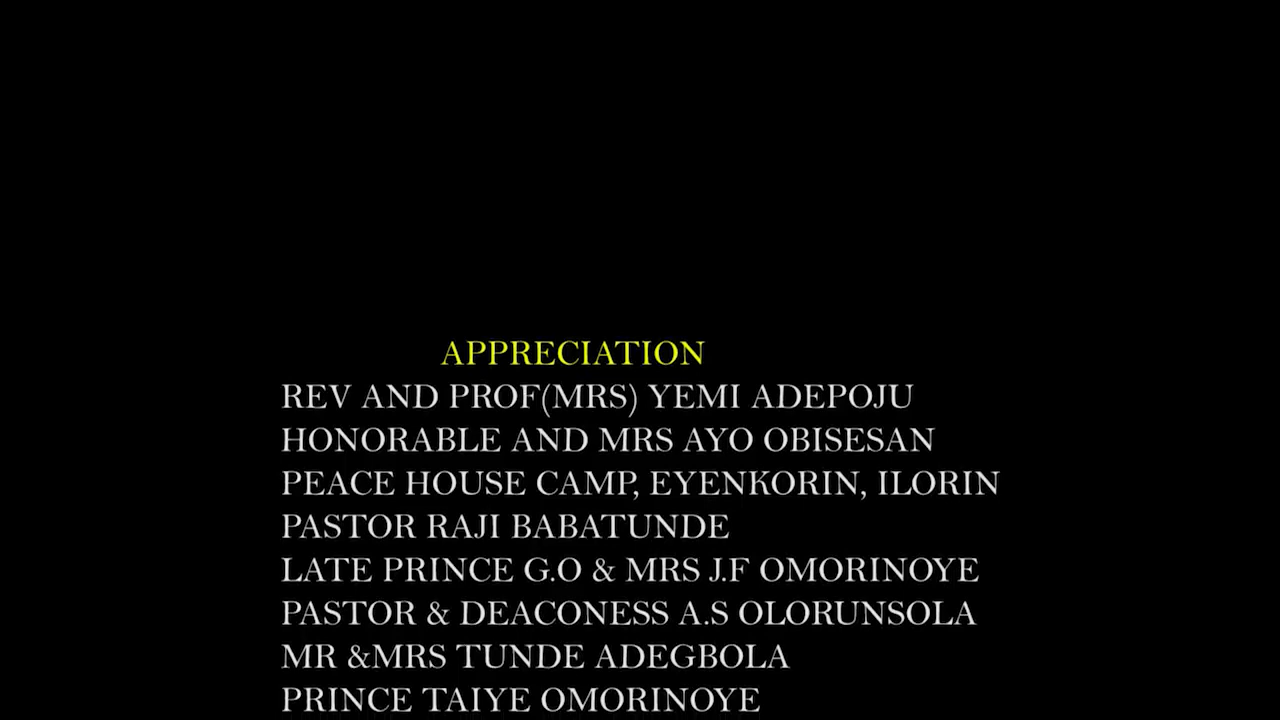 APPRECIATION
REV AND PROF(MRS) YEMI ADEPOJU
HONORABLE AND MRS AYO OBISESAN
PEACE HOUSE CAMP, EYENKORIN, ILORIN
PASTOR RAJI BABATUNDE
LATE PRINCE G.O & MRS J.F OMORINOYE
PASTOR & DEACONESS A.S OLORUNSOLA
MR &MRS TUNDE ADEGBOLA
PRINCE TAIYE OMORINOYE